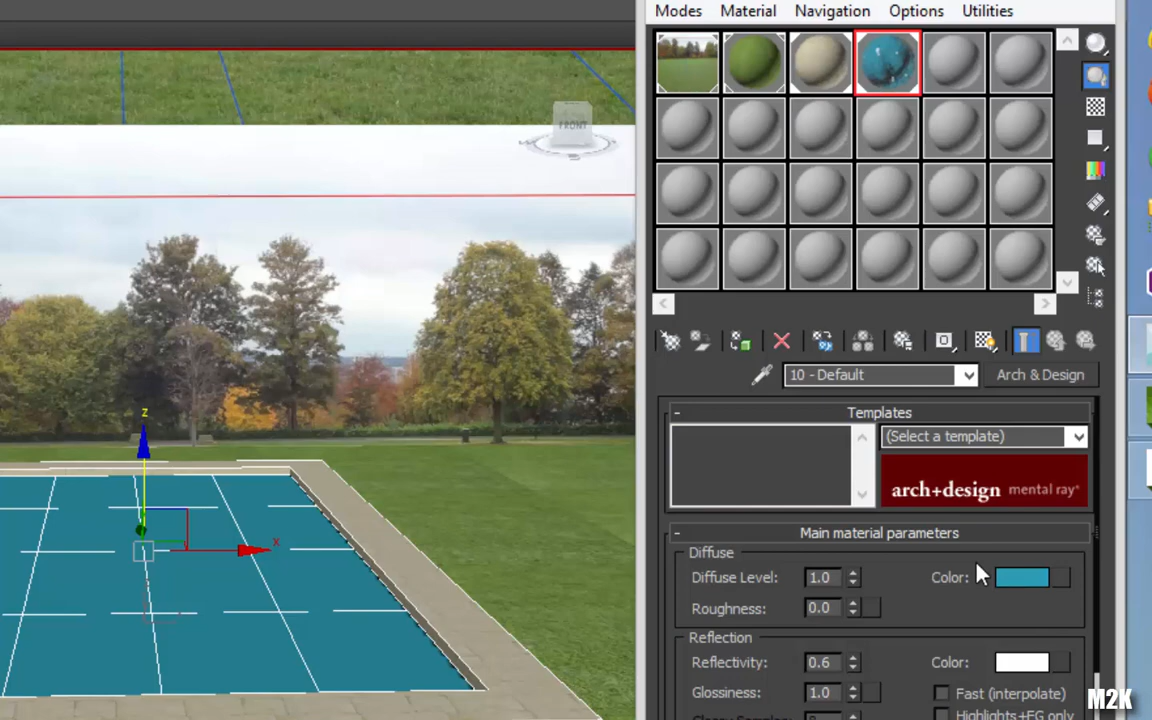 Modes Material Navigation Options Utilities
FRONT
z
x
10 - Default
Arch & Design
- Templates
(Select a template)
arch+design mental ray*
- Main material parameters
Diffuse
Diffuse Level: 1.0 Color:
Roughness: 0.0
Reflection
Reflectivity: 0.6 Color:
Glossiness: 1.0 Fast (interpolate)
Highlights+FG only
M2K